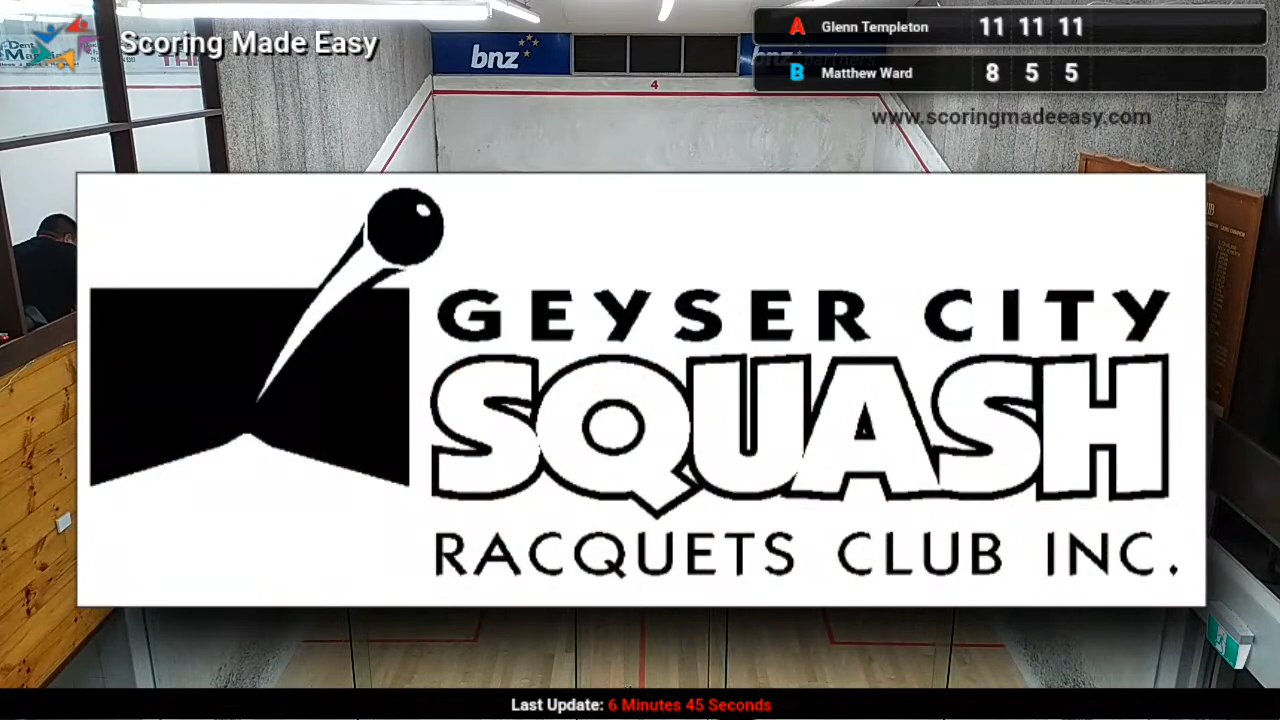 Scoring Made Easy
bnz
4
A Glenn Templeton 11 11 11
B Matthew Ward 8 5 5
www.scoringmadeeasy.com
GEYSER CITY
SQUASH
RACQUETS CLUB INC.
Last Update: 6 Minutes 45 Seconds